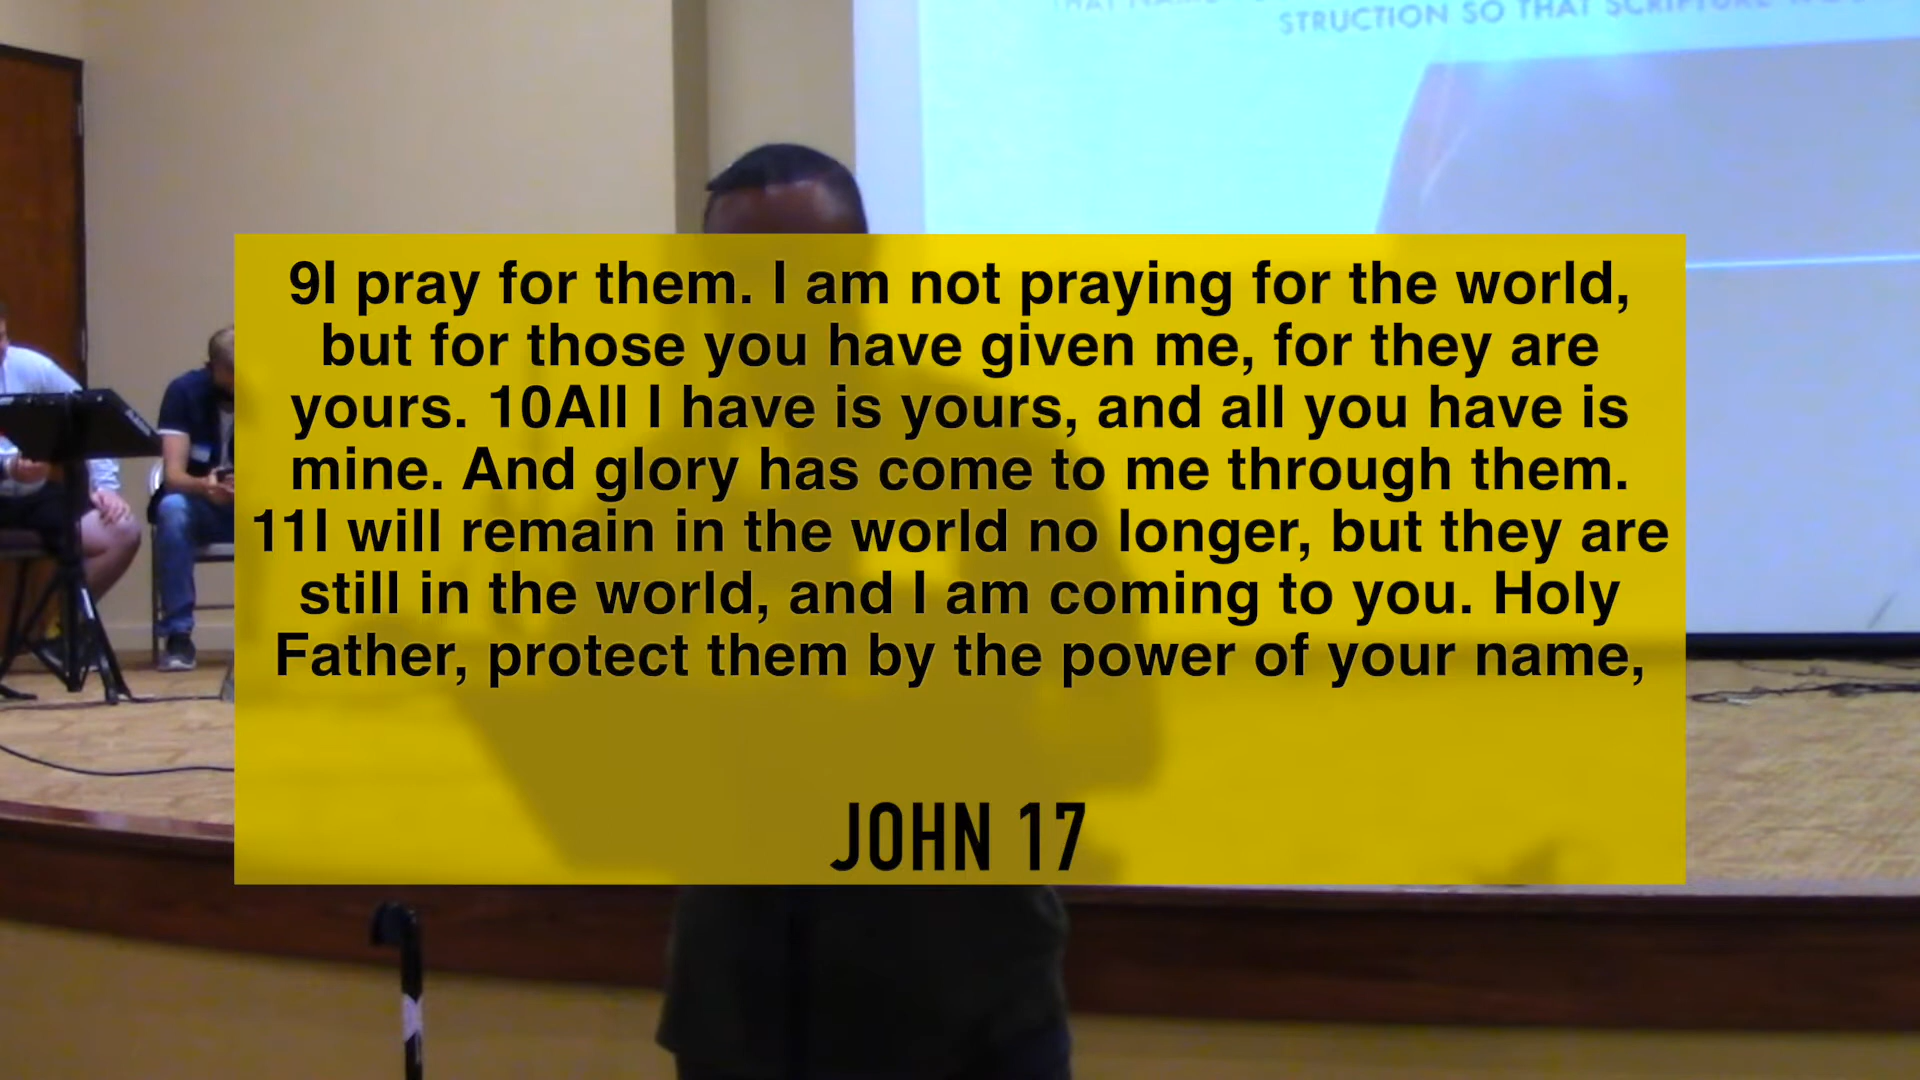 STRUCTION SO THAT SCRIPTURE
9I pray for them. I am not praying for the world,
but for those you have given me, for they are
yours. 10All I have is yours, and all you have is
mine. And glory has come to me through them.
11I will remain in the world no longer, but they are
still in the world, and I am coming to you. Holy
Father, protect them by the power of your name,
JOHN 17